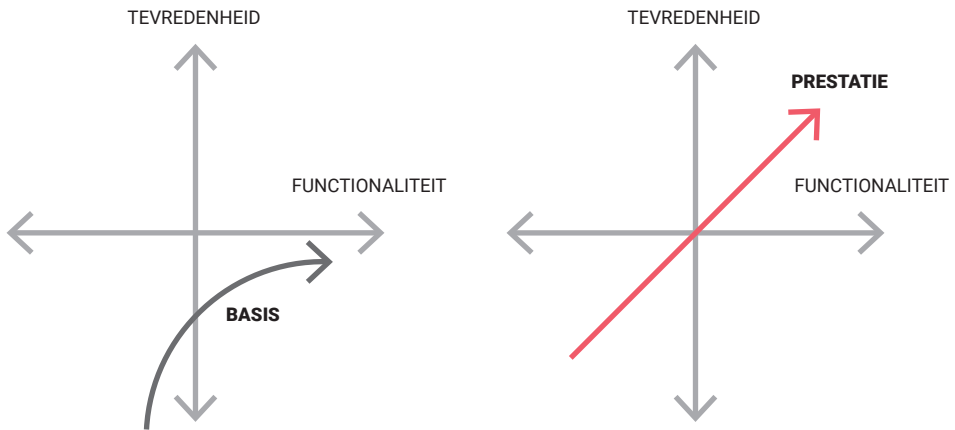 TEVREDENHEID
FUNCTIONALITEIT
BASIS
TEVREDENHEID
PRESTATIE
FUNCTIONALITEIT